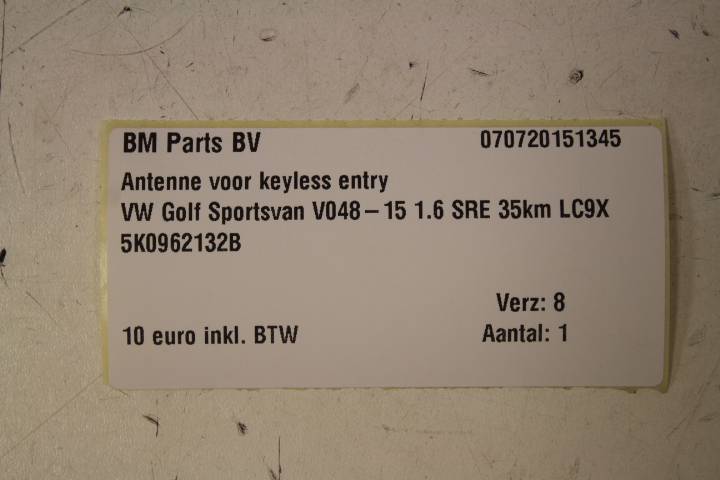 BM Parts BV 070720151345
Antenne voor keyless entry
VW Golf Sportsvan V048-15 1.6 SRE 35km LC9X
5K0962132B
Verz: 8
10 euro inkl. BTW Aantal: 1